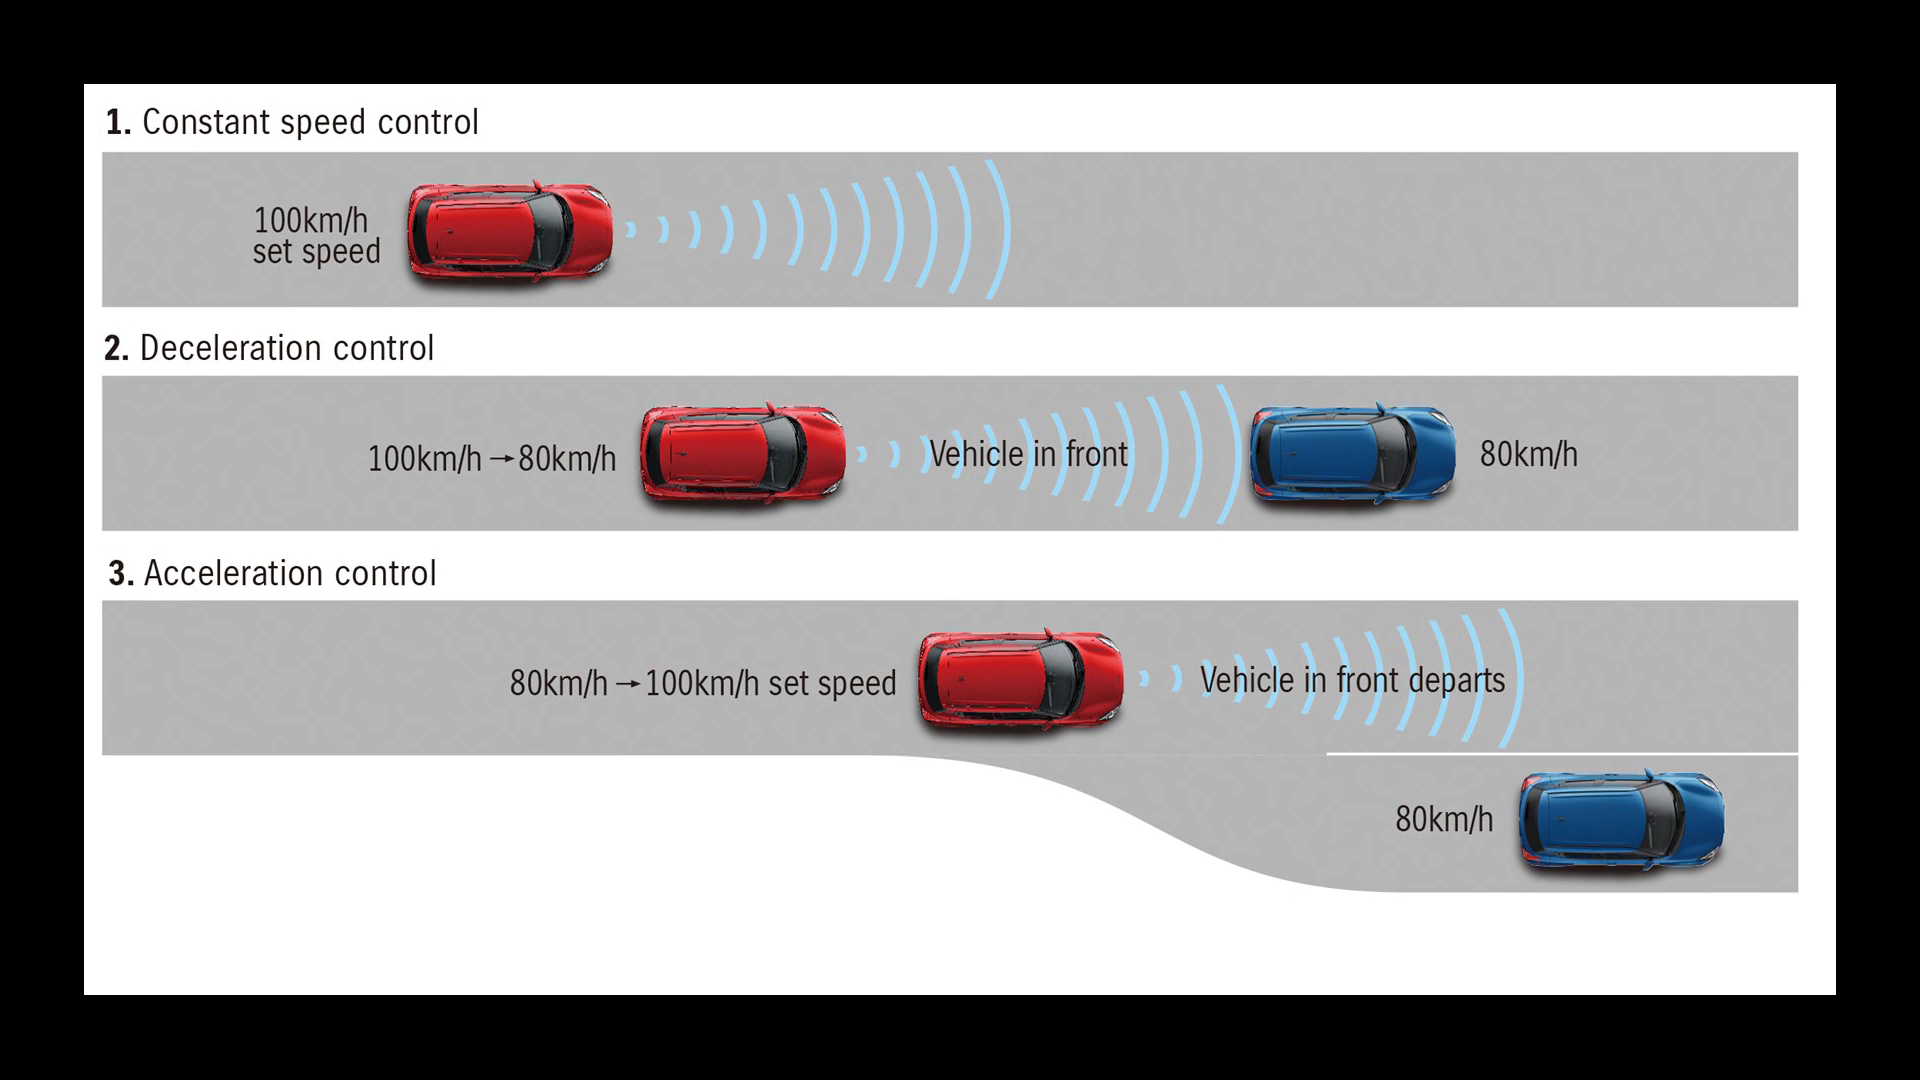 1. Constant speed control
100km/h
set speed
2. Deceleration control
100km/h→80km/h
Vehicle in front
80km/h
3. Acceleration control
80km/h→100km/h set speed
Vehicle in front departs
80km/h